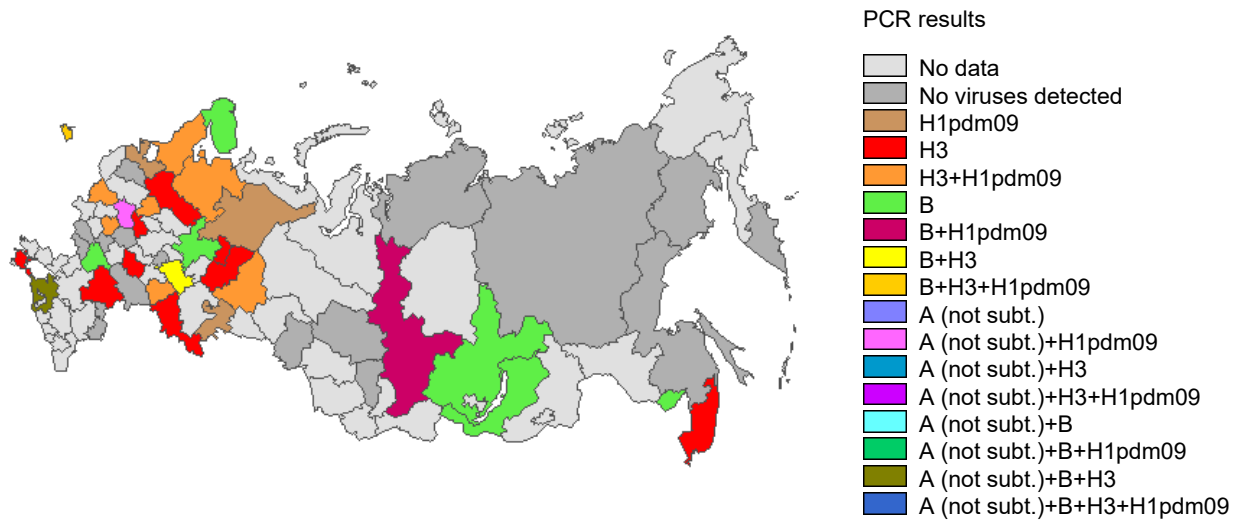 PCR results
No data
No viruses detected
H1pdm09
H3
H3+H1pdm09
B
B+H1pdm09
B+H3
B+H3+H1pdm09
A (not subt.)
A (not subt.)+H1pdm09
A (not subt.)+H3
A (not subt.)+H3+H1pdm09
A (not subt.)+B
A (not subt.)+B+H1pdm09
A (not subt.)+B+H3
A (not subt.)+B+H3+H1pdm09